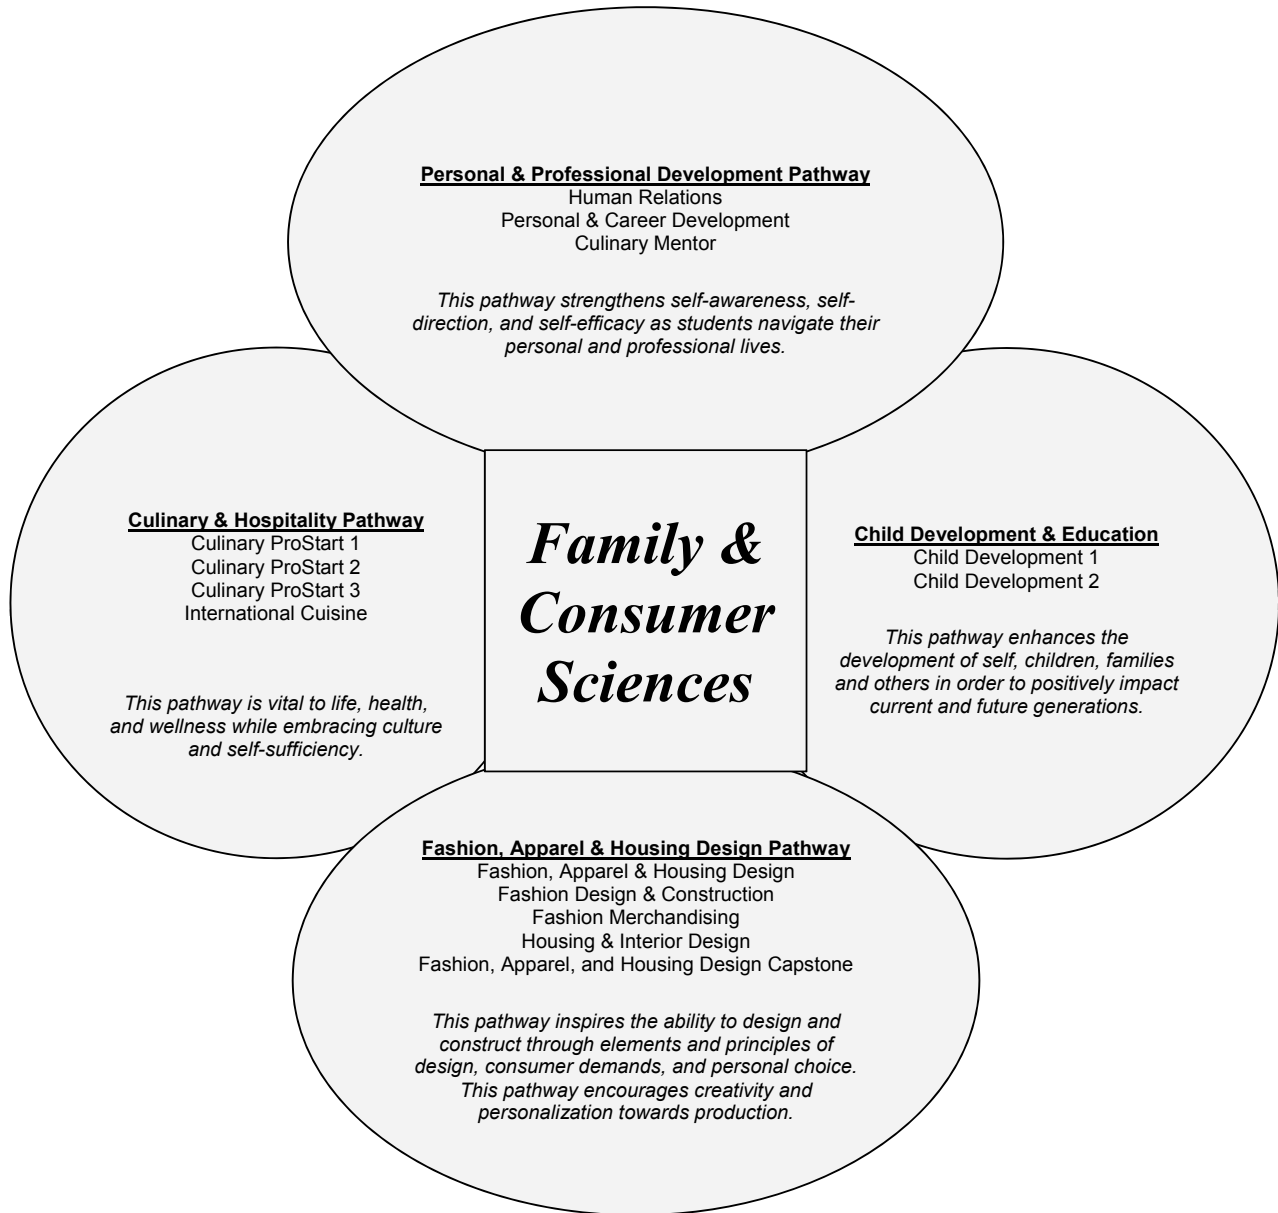 Personal & Professional Development Pathway
Human Relations
Personal & Career Development
Culinary Mentor
This pathway strengthens self-awareness, self-
direction, and self-efficacy as students navigate their
personal and professional lives.
Culinary & Hospitality Pathway
Culinary ProStart 1
Culinary ProStart 2
Culinary ProStart 3
International Cuisine
This pathway is vital to life, health,
and wellness while embracing culture
and self-sufficiency.
Family &
Consumer
Sciences
Child Development & Education
Child Development 1
Child Development 2
This pathway enhances the
development of self, children, families
and others in order to positively impact
current and future generations.
Fashion, Apparel & Housing Design Pathway
Fashion, Apparel & Housing Design
Fashion Design & Construction
Fashion Merchandising
Housing & Interior Design
Fashion, Apparel, and Housing Design Capstone
This pathway inspires the ability to design and
construct through elements and principles of
design, consumer demands, and personal choice.
This pathway encourages creativity and
personalization towards production.